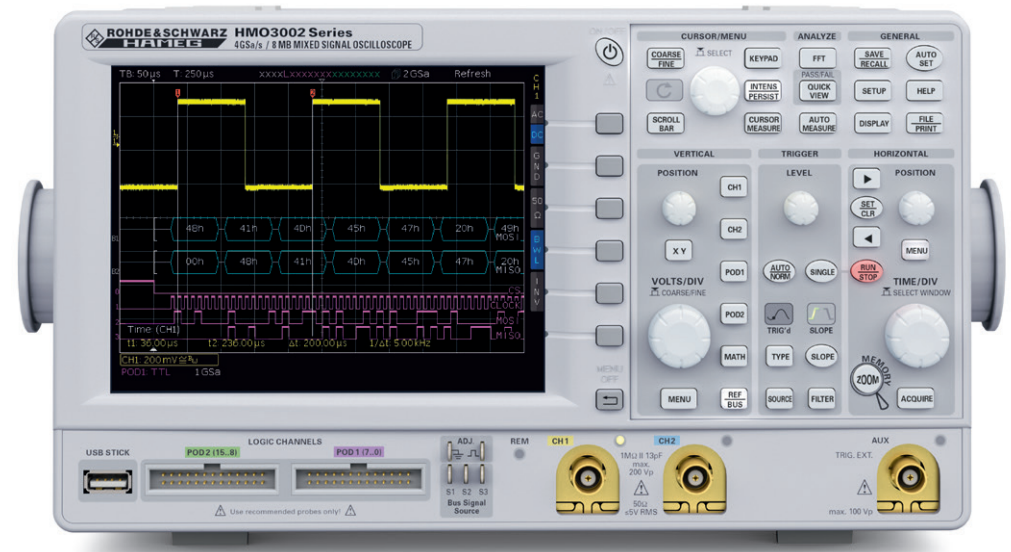 ROHDE&SCHWARZ HMO3002 Series
HAMEG 4GSa/s / 8 MB MIXED SIGNAL OSCILLOSCOPE
TB: 50µs T: 250µs 2GSa Refresh
CH1
AC
DC
GND
50
Ω
BWL
INV
48h 41h 4Dh 45h 47h 20h 49h
B1 MOSI
00h 48h 41h 4Dh 45h 47h 20h
B2 MISO
CS
CLOCK
MOSI
MISO
Time (CH1)
t1: 36.00µs t2: 236.00µs Δt: 200.00µs 1/Δt: 5.00kHz
CH1: 200mV
POD1: TTL 1GSa
MENU
OFF
CURSOR/MENU
COARSE
FINE
SELECT
KEYPAD
INTENS
PERSIST
SCROLL
BAR
CURSOR
MEASURE
ANALYZE
FFT
PASS/FAIL
QUICK
VIEW
AUTO
MEASURE
GENERAL
SAVE
RECALL
AUTO
SET
SETUP
HELP
DISPLAY
FILE
PRINT
VERTICAL
POSITION
CH1
CH2
X Y
POD1
VOLTS/DIV
COARSE/FINE
POD2
MATH
MENU
REF
BUS
TRIGGER
LEVEL
AUTO
NORM
SINGLE
TRIG'd
SLOPE
TYPE
SLOPE
SOURCE
FILTER
HORIZONTAL
POSITION
SET
CLR
MENU
RUN
STOP
TIME/DIV
SELECT WINDOW
MEMORY
ZOOM
ACQUIRE
USB STICK
LOGIC CHANNELS
POD 2 (15..8)
POD 1 (7..0)
Use recommended probes only!
ADJ.
S1 S2 S3
Bus Signal
Source
REM
CH1
CH2
1MΩ II 13pF
max.
200 Vp
50Ω
≤5V RMS
AUX
TRIG. EXT.
max. 100 Vp